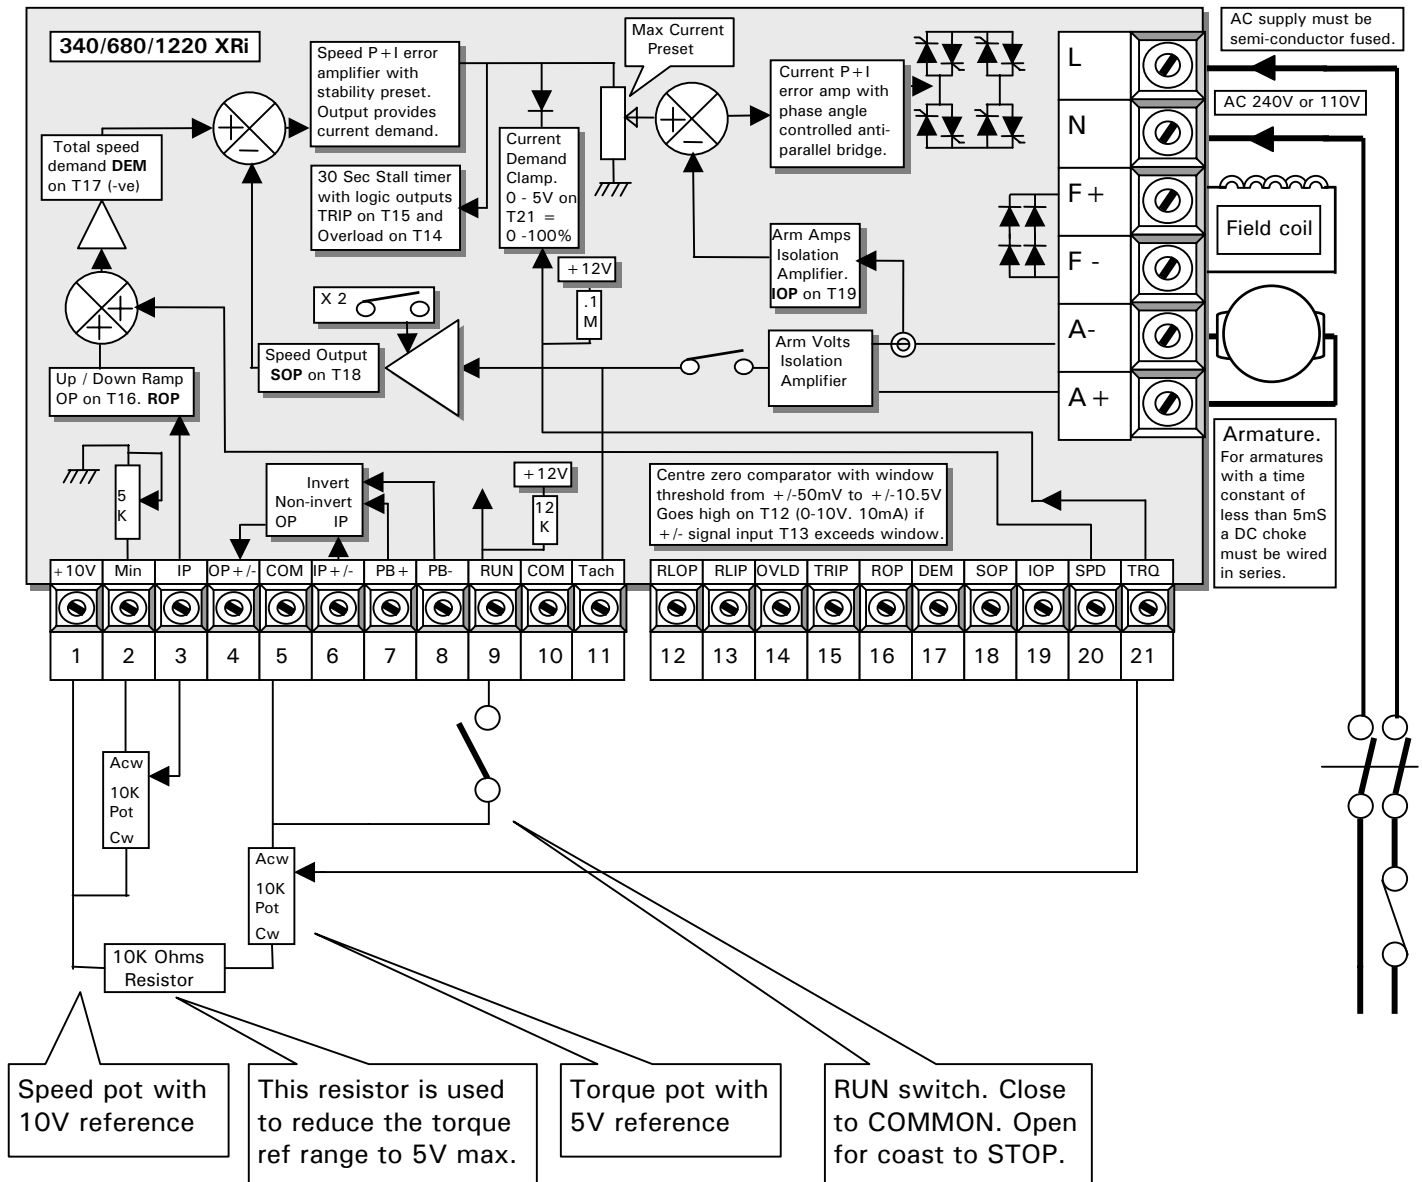 340/680/1220 XRi
Speed P+I error
amplifier with
stability preset.
Output provides
current demand.
Max Current
Preset
Current P+I
error amp with
phase angle
controlled anti-
parallel bridge.
AC supply must be
semi-conductor fused.
L
AC 240V or 110V
N
Total speed
demand DEM
on T17 (-ve)
30 Sec Stall timer
with logic outputs
TRIP on T15 and
Overload on T14
Current
Demand
Clamp.
0 - 5V on
T21 =
0 -100%
+12V
.1
M
Arm Amps
Isolation
Amplifier.
IOP on T19
F+
Field coil
F -
X 2
Speed Output
SOP on T18
Arm Volts
Isolation
Amplifier
A-
A+
Up / Down Ramp
OP on T16. ROP
5
K
Invert
Non-invert
OP IP
+12V
12
K
Centre zero comparator with window
threshold from +/-50mV to +/-10.5V
Goes high on T12 (0-10V. 10mA) if
+/- signal input T13 exceeds window.
Armature.
For armatures
with a time
constant of
less than 5mS
a DC choke
must be wired
in series.
+10V Min IP OP+/- COM IP+/- PB+ PB- RUN COM Tach
RLOP RLIP OVLD TRIP ROP DEM SOP IOP SPD TRQ
1 2 3 4 5 6 7 8 9 10 11
12 13 14 15 16 17 18 19 20 21
Acw
10K
Pot
Cw
Acw
10K
Pot
Cw
10K Ohms
Resistor
Speed pot with
10V reference
This resistor is used
to reduce the torque
ref range to 5V max.
Torque pot with
5V reference
RUN switch. Close
to COMMON. Open
for coast to STOP.